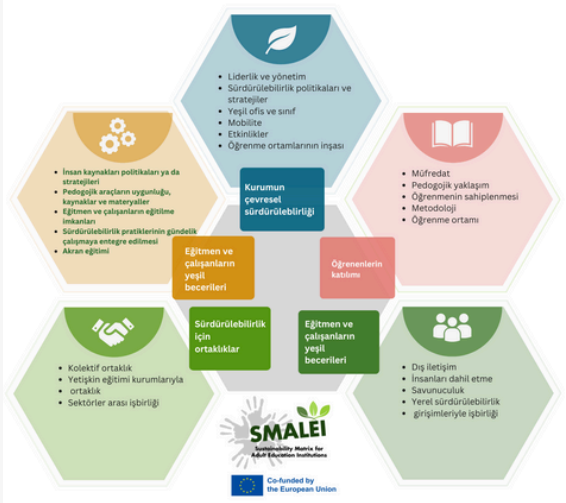 Liderlik ve yönetim
Sürdürülebilirlik politikaları ve
stratejiler
Yeşil ofis ve sınıf
Mobilite
Etkinlikler
Öğrenme ortamlarının inşası
Kurumun
çevresel
sürdürüleblirliği
İnsan kaynakları politikaları ya da
stratejileri
Pedagojik araçların uygunluğu,
kaynaklar ve materyaller
Eğitmen ve çalışanların eğitilme
imkanları
Sürdürülebilirlik pratiklerinin gündelik
çalışmaya entegre edilmesi
Akran eğitimi
Eğitmen ve
çalışanların
yeşil
becerileri
Müfredat
Pedagojik yaklaşım
Öğrenmenin sahiplenmesi
Metodoloji
Öğrenme ortamı
Öğrenenlerin
katılımı
Sürdürülebilirlik
için
ortaklıklar
Kolektif ortaklık
Yetişkin eğitimi kurumlarıyla
ortaklık
Sektörler arası işbirliği
Eğitmen ve
çalışanların
yeşil
becerileri
Dış iletişim
İnsanları dahil etme
Savunuculuk
Yerel sürdürülebilirlik
girişimleriyle işbirliği
SMALEI
Sustainability Matrix for
Adult Education Institutions
Co-funded by
the European Union